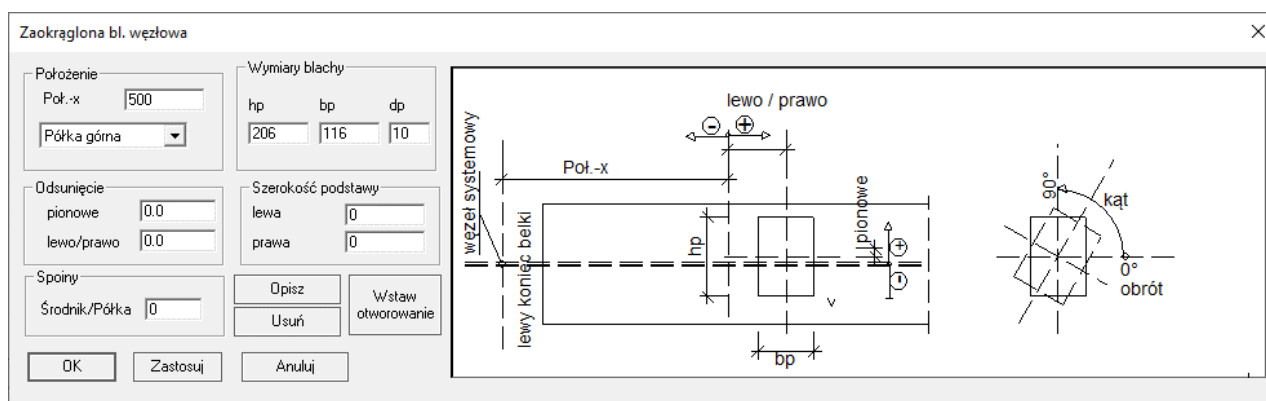 Zaokrąglona bl. węzłowa
Położenie
Poł.-x 500
Półka górna
Wymiary blachy
hp bp dp
206 116 10
Odsunięcie
pionowe 0.0
lewo/prawo 0.0
Szerokość podstawy
lewa 0
prawa 0
Spoiny
Środnik/Półka 0
Opisz
Usuń
Wstaw
otworowanie
OK Zastosuj Anuluj
lewo / prawo
- +
Poł.-x
węzeł systemowy
lewy koniec belki
hp
bp
pionowe
+
-
90°
kąt
0°
obrót